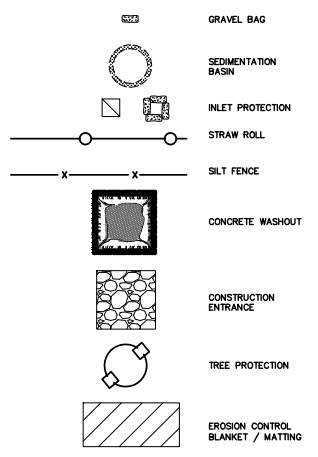 GRAVEL BAG
SEDIMENTATION
BASIN
INLET PROTECTION
STRAW ROLL
x x
SILT FENCE
CONCRETE WASHOUT
CONSTRUCTION
ENTRANCE
TREE PROTECTION
EROSION CONTROL
BLANKET / MATTING